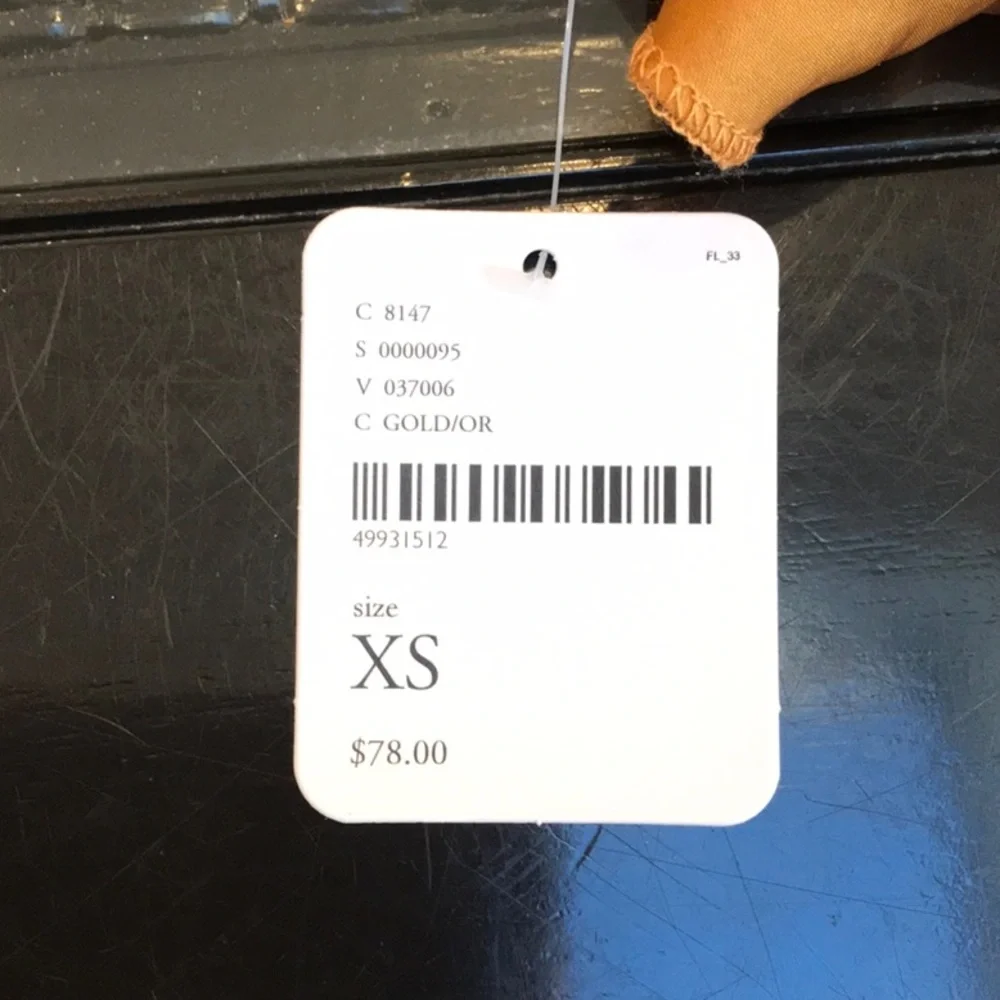 FL_33
C 8147
S 0000095
V 037006
C GOLD/OR
49931512
size
XS
$78.00